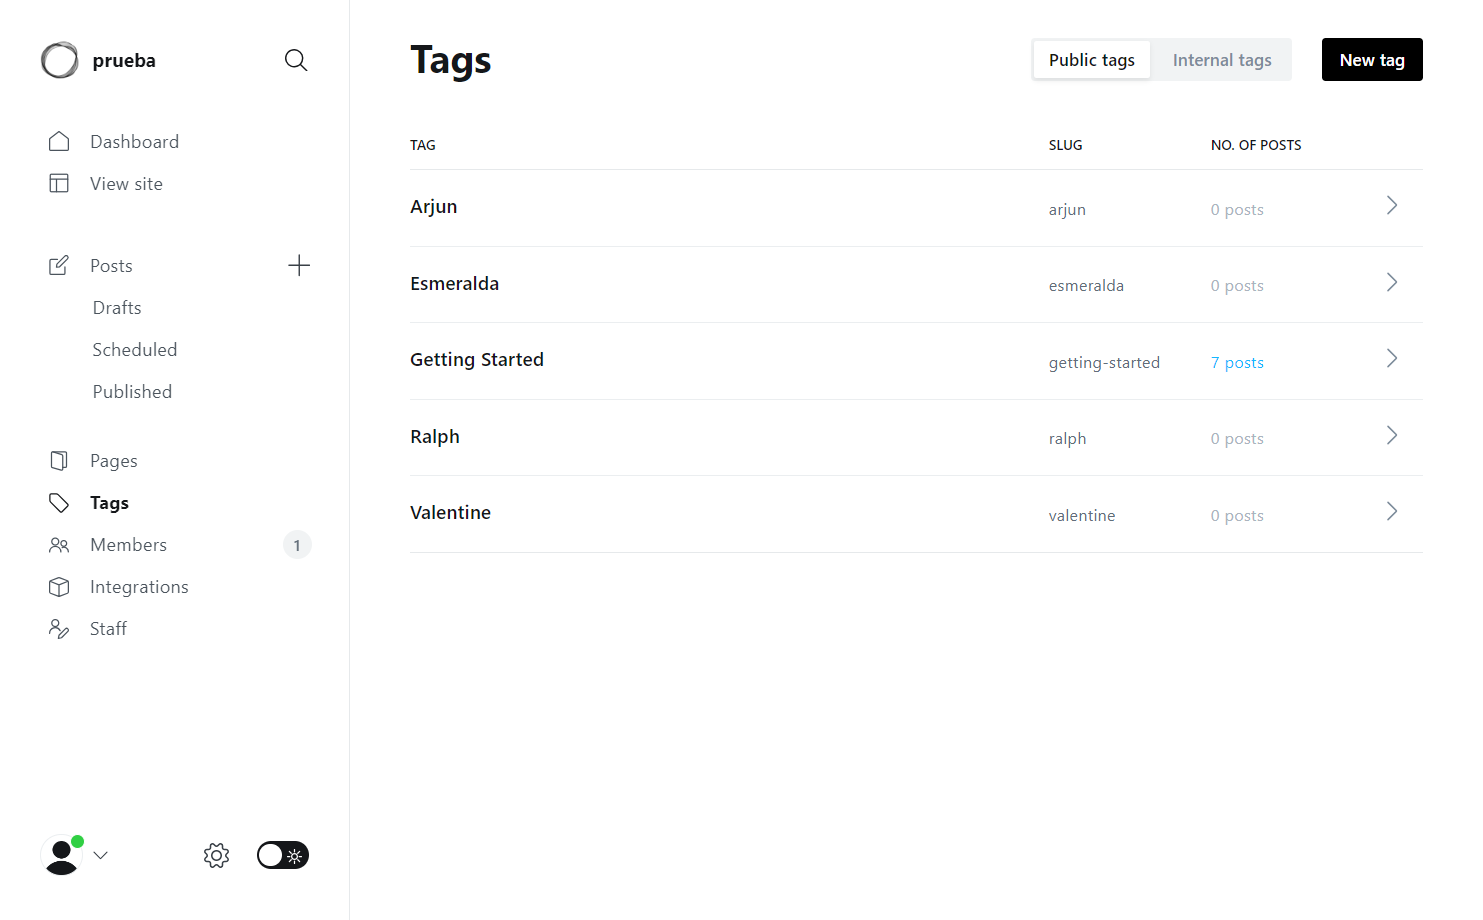 prueba
Dashboard
View site
Posts
Drafts
Scheduled
Published
Pages
Tags
Members 1
Integrations
Staff
Tags
Public tags Internal tags New tag
TAG SLUG NO. OF POSTS
Arjun arjun 0 posts
Esmeralda esmeralda 0 posts
Getting Started getting-started 7 posts
Ralph ralph 0 posts
Valentine valentine 0 posts